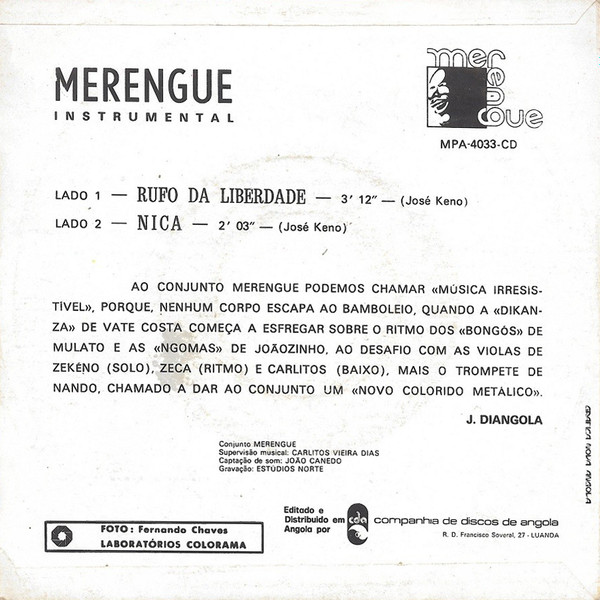 MERENGUE
INSTRUMENTAL
merengue
MPA-4033-CD
LADO 1 — RUFO DA LIBERDADE — 3' 12" — (José Keno)
LADO 2 — NICA — 2' 03" — (José Keno)
AO CONJUNTO MERENGUE PODEMOS CHAMAR «MÚSICA IRRESIS-
TÍVEL», PORQUE, NENHUM CORPO ESCAPA AO BAMBOLEIO, QUANDO A «DIKAN-
ZA» DE VATE COSTA COMEÇA A ESFREGAR SOBRE O RITMO DOS «BONGÓS» DE
MULATO E AS «NGOMAS» DE JOÃOZINHO, AO DESAFIO COM AS VIOLAS DE
ZEKÉNO (SOLO), ZECA (RITMO) E CARLITOS (BAIXO), MAIS O TROMPETE DE
NANDO, CHAMADO A DAR AO CONJUNTO UM «NOVO COLORIDO METÁLICO».
J. DIANGOLA
Conjunto MERENGUE
Supervisão musical: CARLITOS VIEIRA DIAS
Captação de som: JOÃO CANEDO
Gravação: ESTÚDIOS NORTE
FOTO: Fernando Chaves
LABORATÓRIOS COLORAMA
Editado e
Distribuído em
Angola por
cda
companhia de discos de angola
R. D. Francisco Soveral, 27 - LUANDA
GRÁFICA NOVA ANGOLA